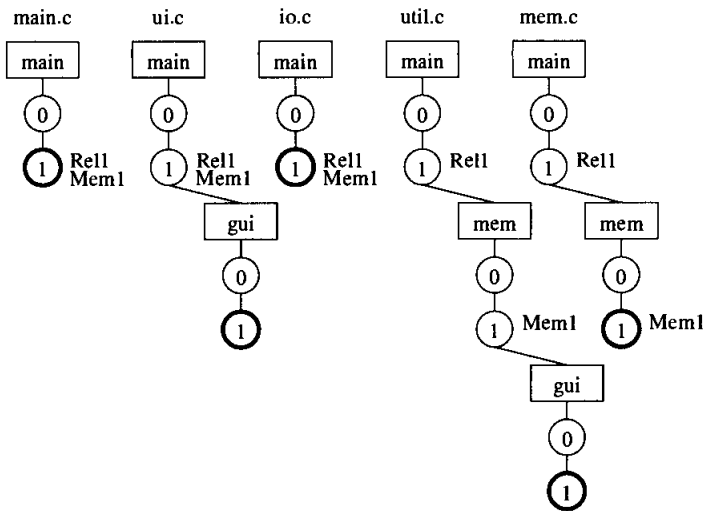 main.c ui.c io.c util.c mem.c
main main main main main
0 0 0 0 0
1 Rel1 1 Rel1 1 Rel1 1 Rel1 1 Rel1
Mem1 Mem1 Mem1
gui mem mem
0 0 0
1 1 Mem1 1 Mem1
gui
0
1